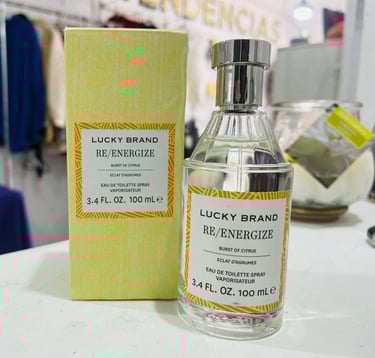 TENDENCIAS
LUCKY BRAND
RE/ENERGIZE
BURST OF CITRUS
ECLAT D'AGRUMES
EAU DE TOILETTE SPRAY
VAPORISATEUR
3.4 FL. OZ. 100 mL e
LUCKY BRAND
RE/ENERGIZE
BURST OF CITRUS
ECLAT D'AGRUMES
EAU DE TOILETTE SPRAY
VAPORISATEUR
3.4 FL. OZ. 100 mL e